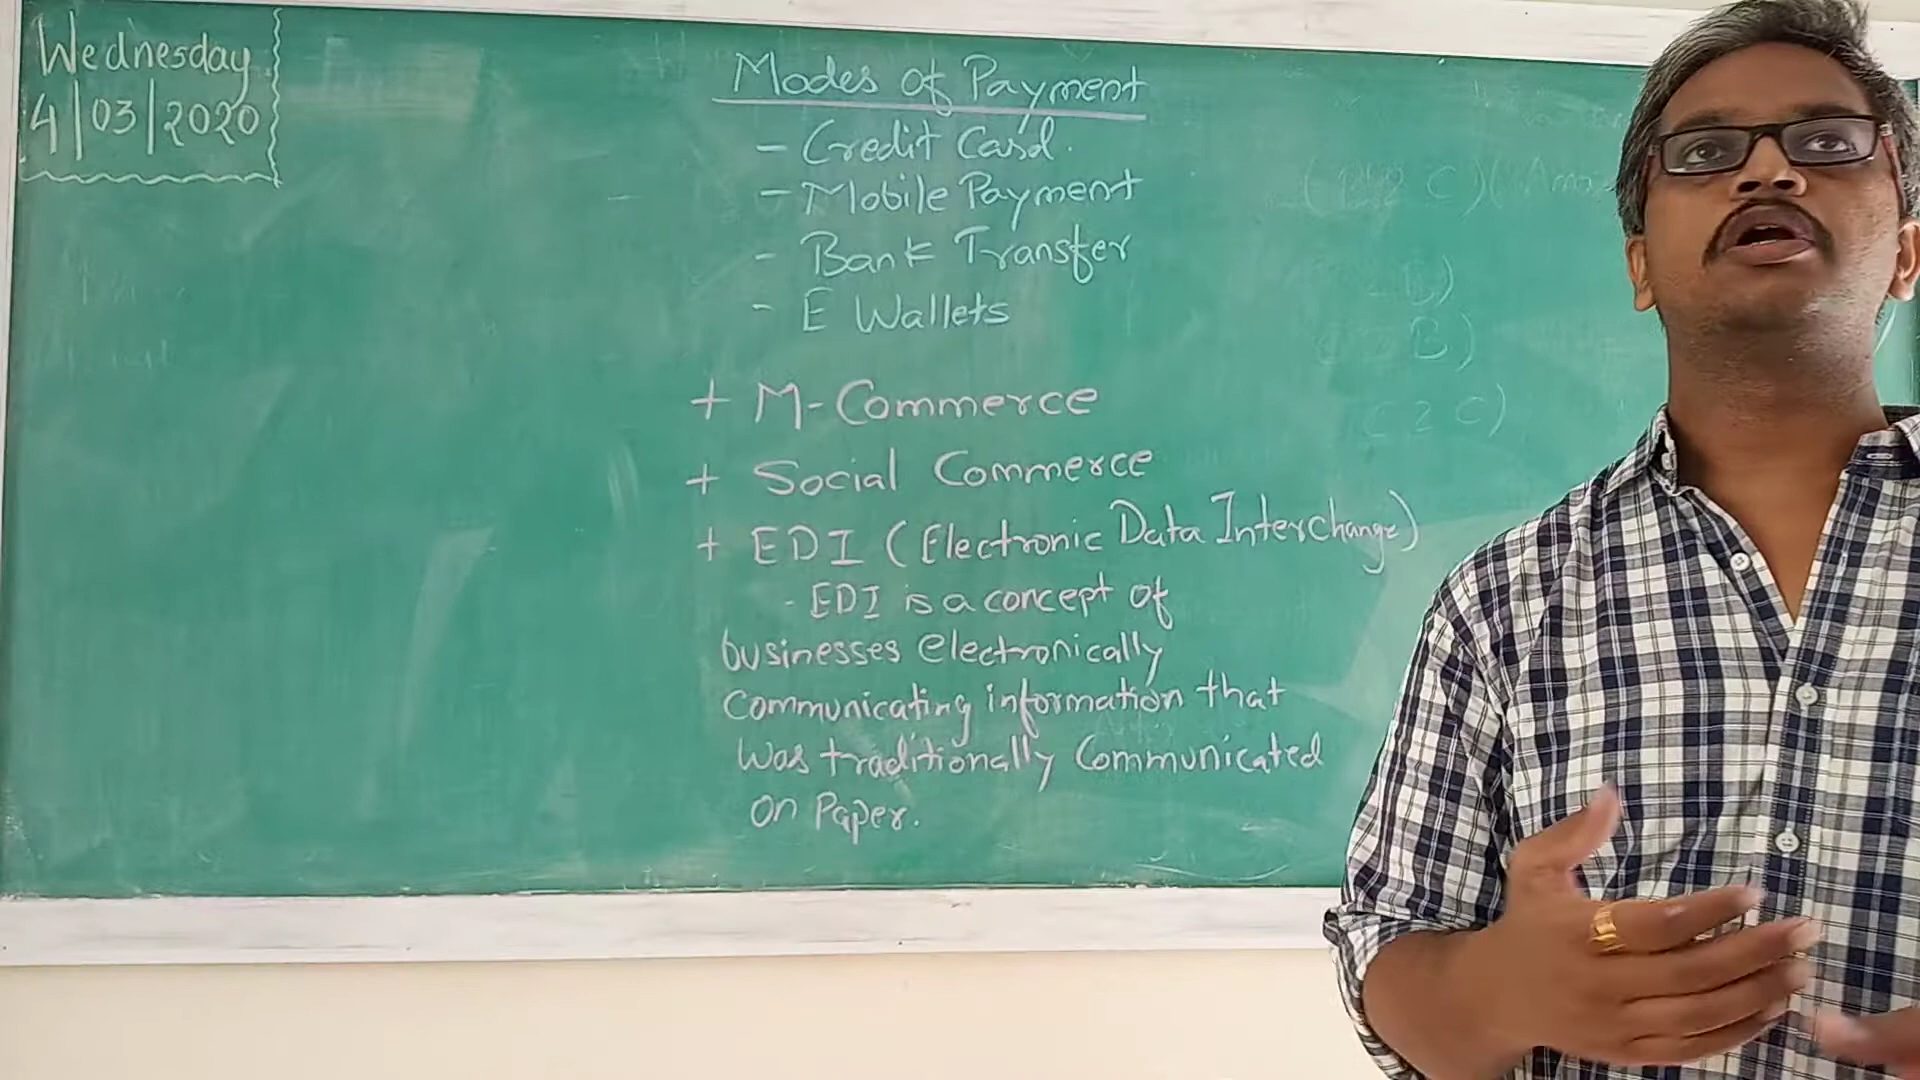 Wednesday
4|03|2020
Modes of Payment
- Credit Card.
- Mobile Payment
- Bank Transfer
- E Wallets
+ M-Commerce
+ Social Commerce
+ EDI (Electronic Data Interchange)
- EDI is a concept of
businesses electronically
communicating information that
was traditionally communicated
on paper.
B)
C 2 C)